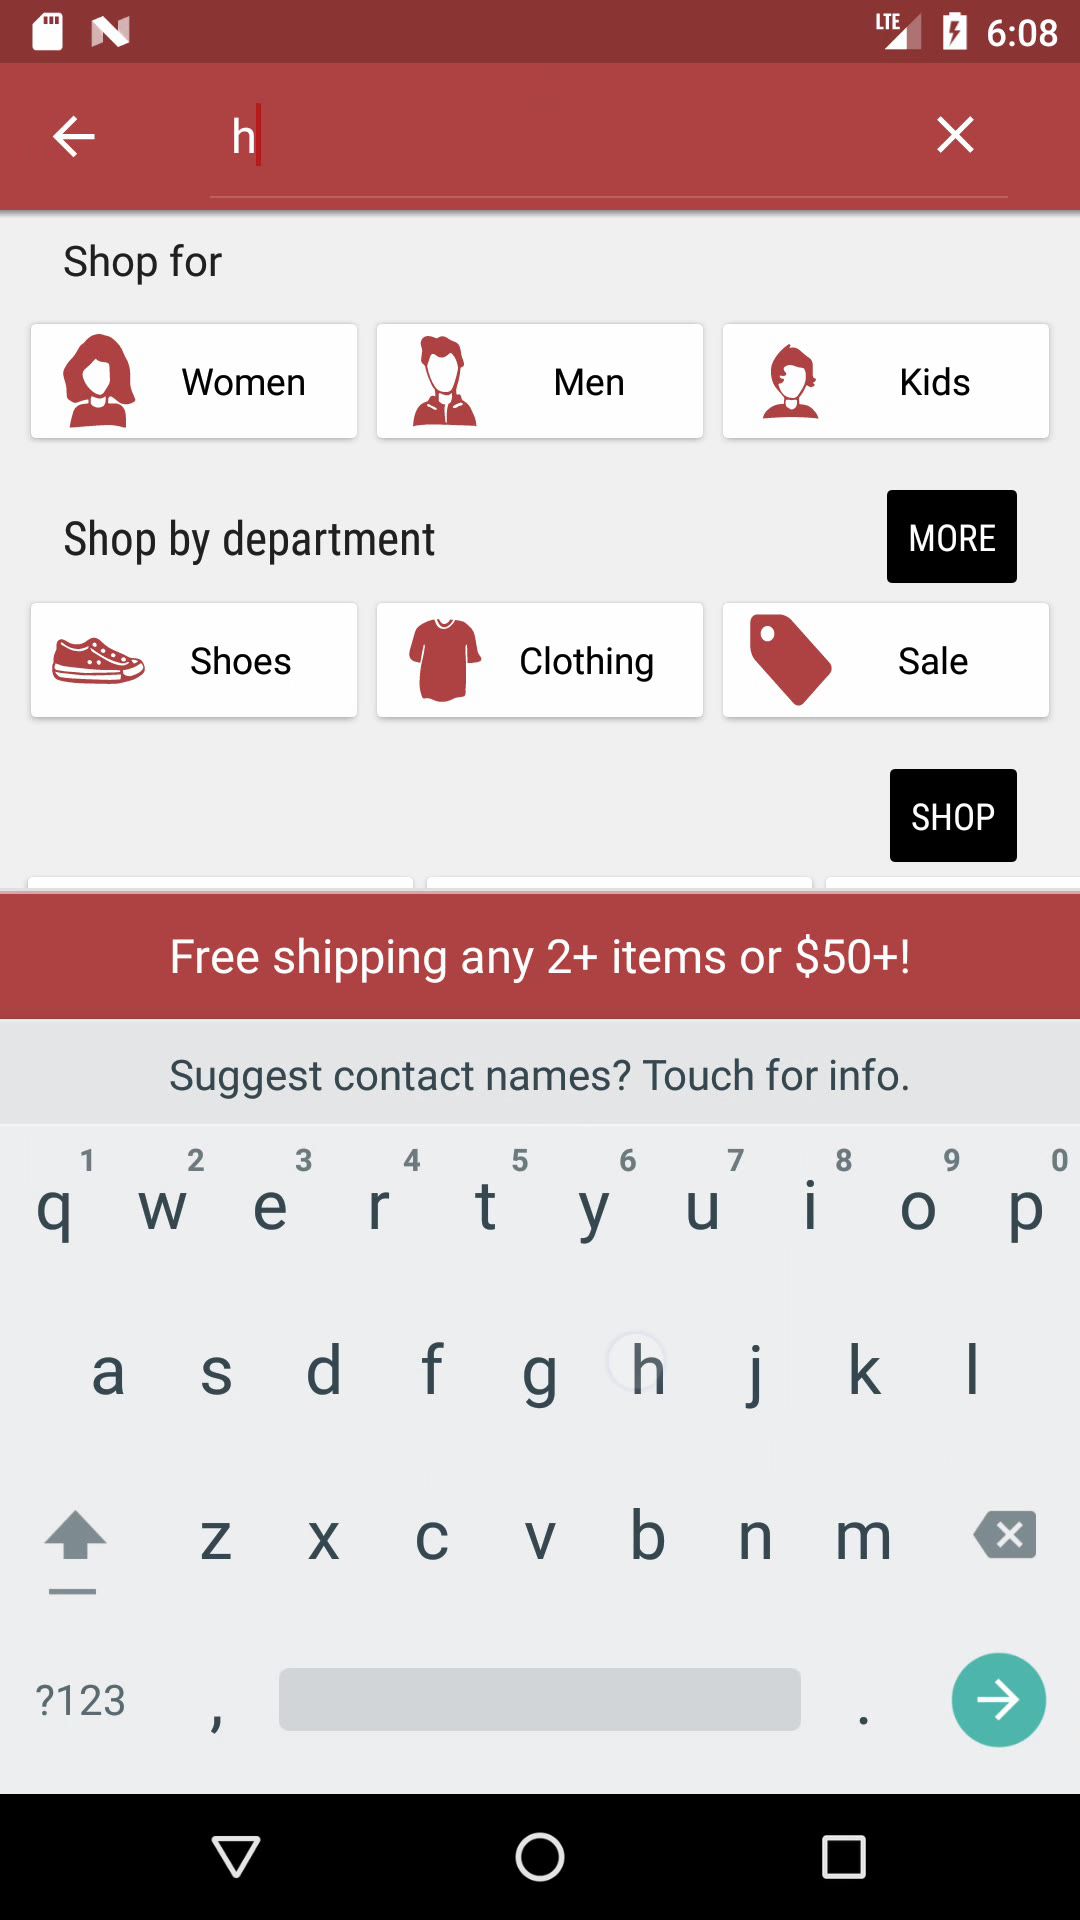 LTE 6:08
h
Shop for
Women Men Kids
Shop by department MORE
Shoes Clothing Sale
SHOP
Free shipping any 2+ items or $50+!
Suggest contact names? Touch for info.
1 2 3 4 5 6 7 8 9 0
q w e r t y u i o p
a s d f g h j k l
z x c v b n m
?123 , .